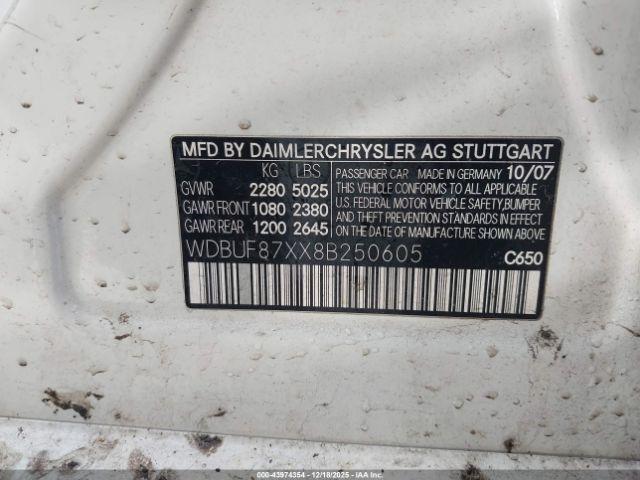 MFD BY DAIMLERCHRYSLER AG STUTTGART
KG LBS
GVWR 2280 5025
GAWR FRONT 1080 2380
GAWR REAR 1200 2645
PASSENGER CAR MADE IN GERMANY 10/07
THIS VEHICLE CONFORMS TO ALL APPLICABLE
U.S. FEDERAL MOTOR VEHICLE SAFETY, BUMPER
AND THEFT PREVENTION STANDARDS IN EFFECT
ON THE DATE OF MANUFACTURE SHOWN ABOVE.
WDBUF87XX8B250605
C650
000-43974354 - 12/18/2025 - IAAI.COM